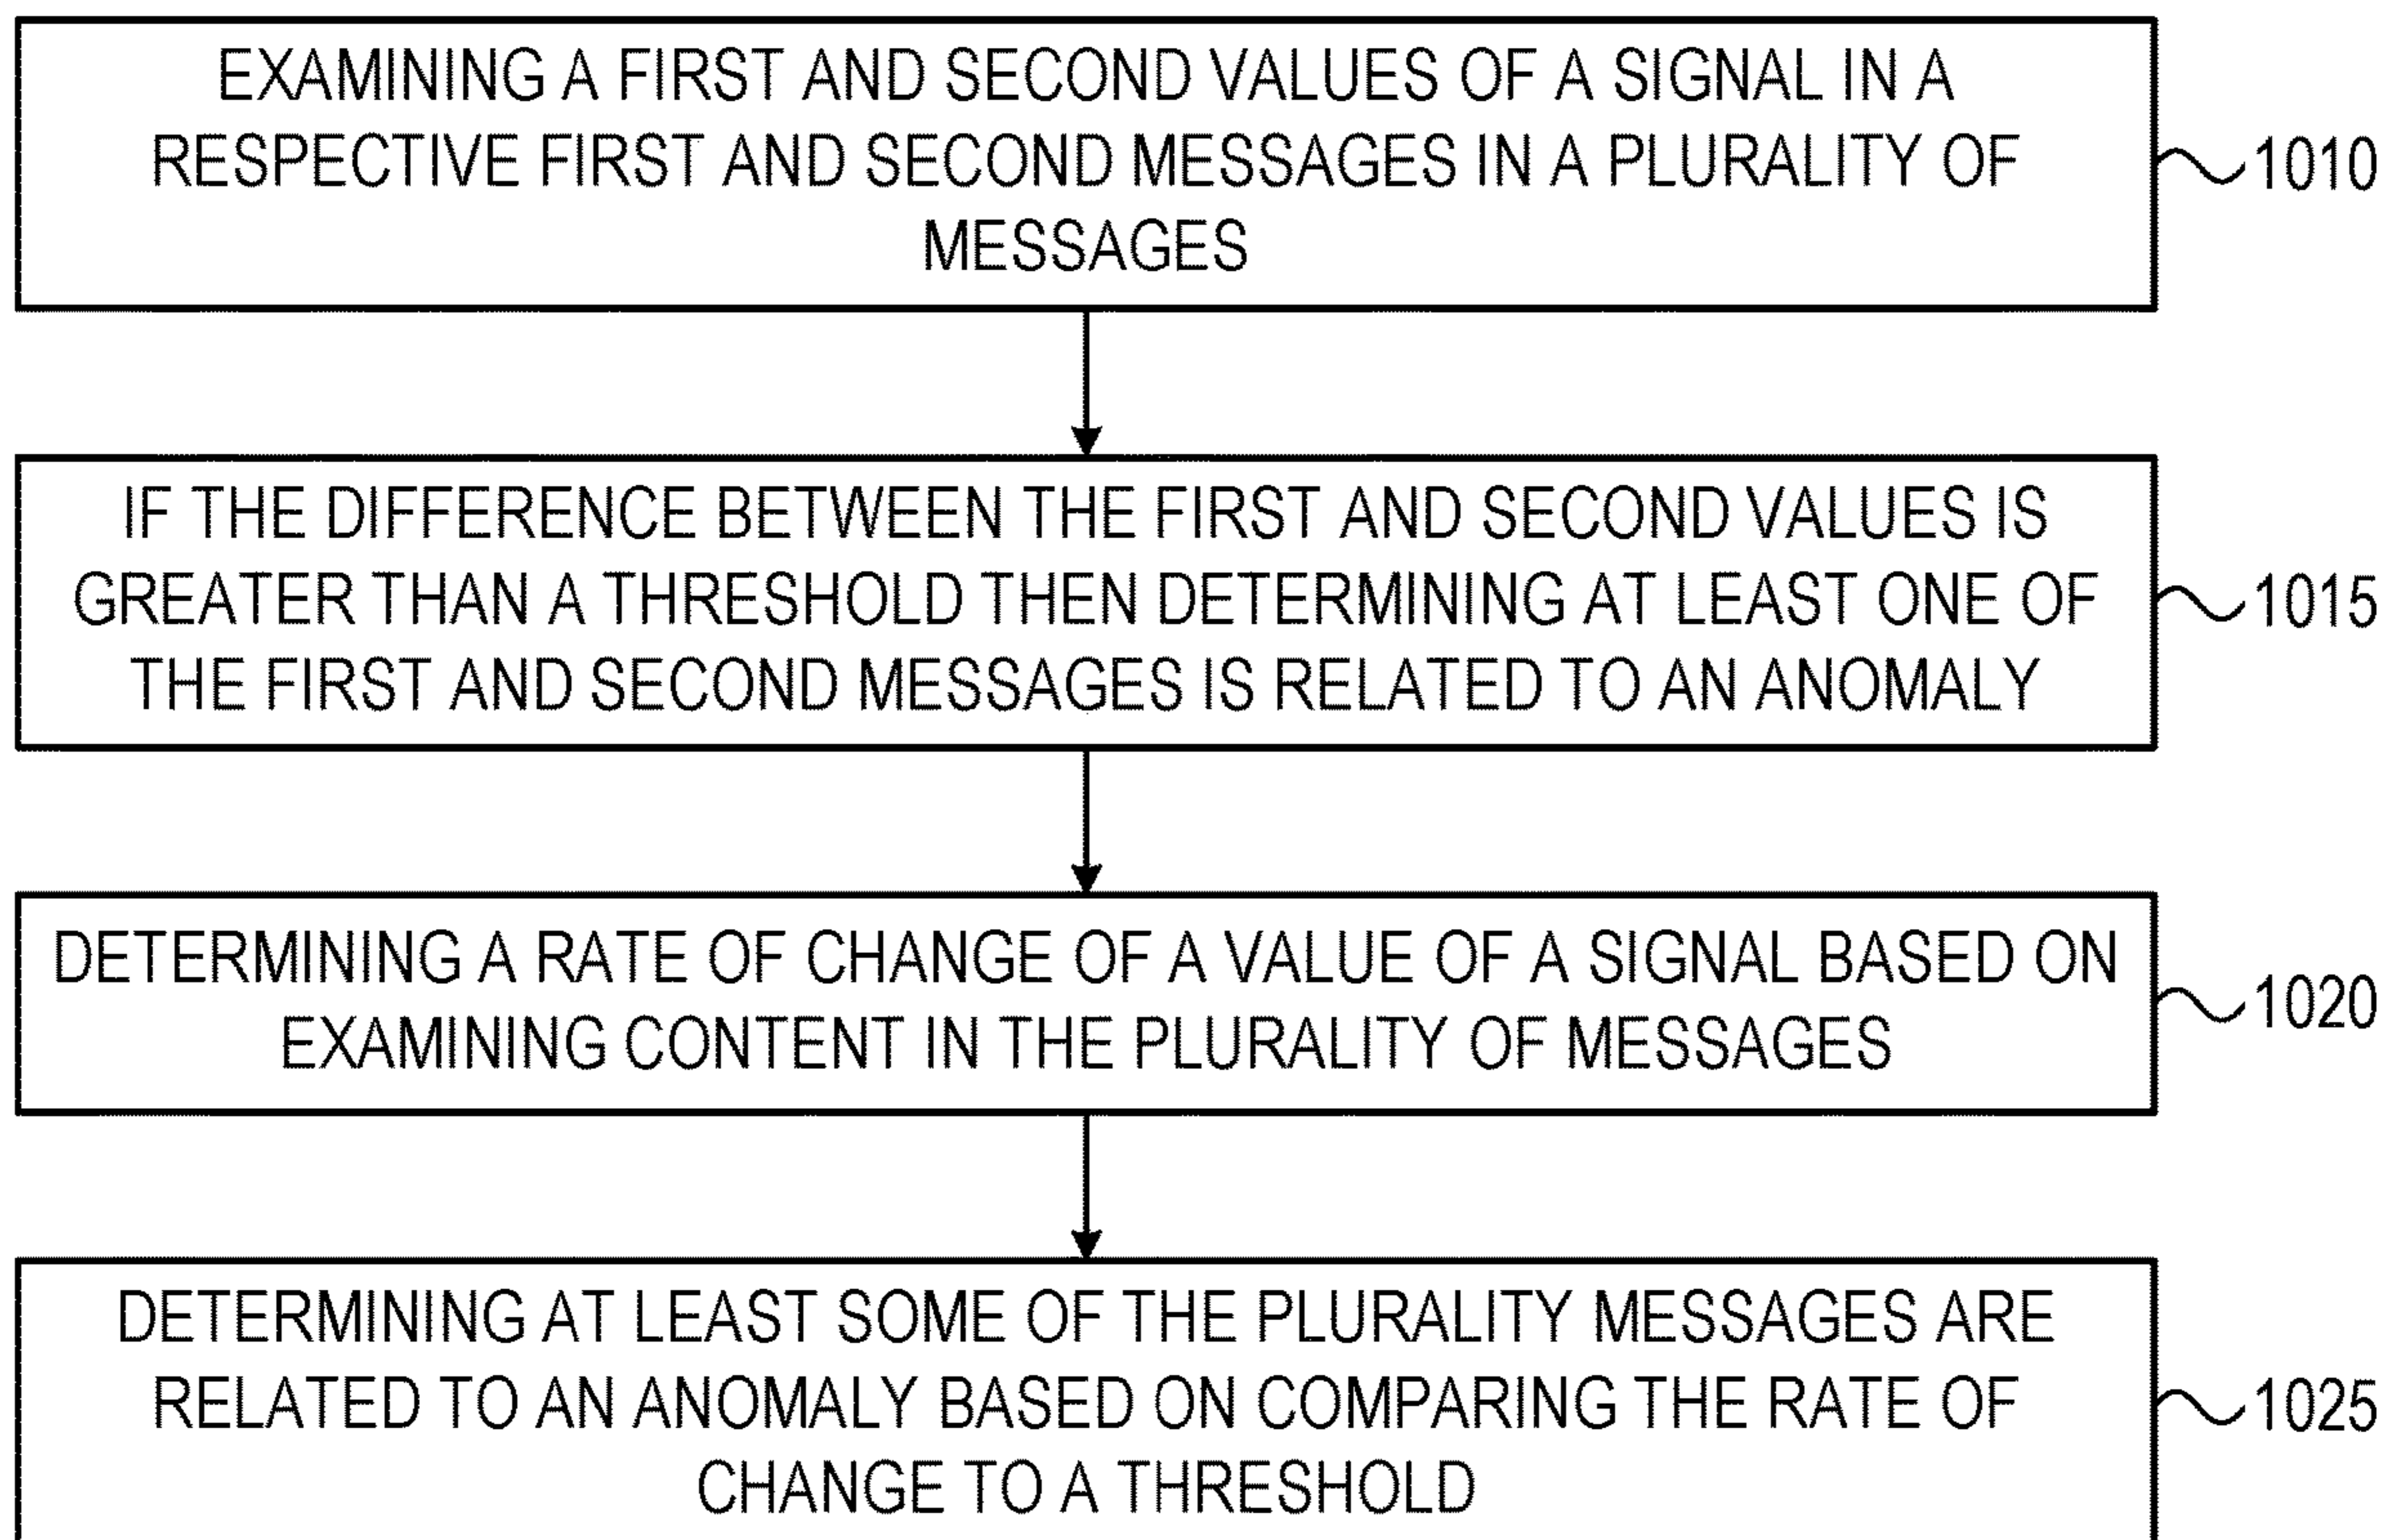 EXAMINING A FIRST AND SECOND VALUES OF A SIGNAL IN A
RESPECTIVE FIRST AND SECOND MESSAGES IN A PLURALITY OF
MESSAGES
1010
IF THE DIFFERENCE BETWEEN THE FIRST AND SECOND VALUES IS
GREATER THAN A THRESHOLD THEN DETERMINING AT LEAST ONE OF
THE FIRST AND SECOND MESSAGES IS RELATED TO AN ANOMALY
1015
DETERMINING A RATE OF CHANGE OF A VALUE OF A SIGNAL BASED ON
EXAMINING CONTENT IN THE PLURALITY OF MESSAGES
1020
DETERMINING AT LEAST SOME OF THE PLURALITY MESSAGES ARE
RELATED TO AN ANOMALY BASED ON COMPARING THE RATE OF
CHANGE TO A THRESHOLD
1025